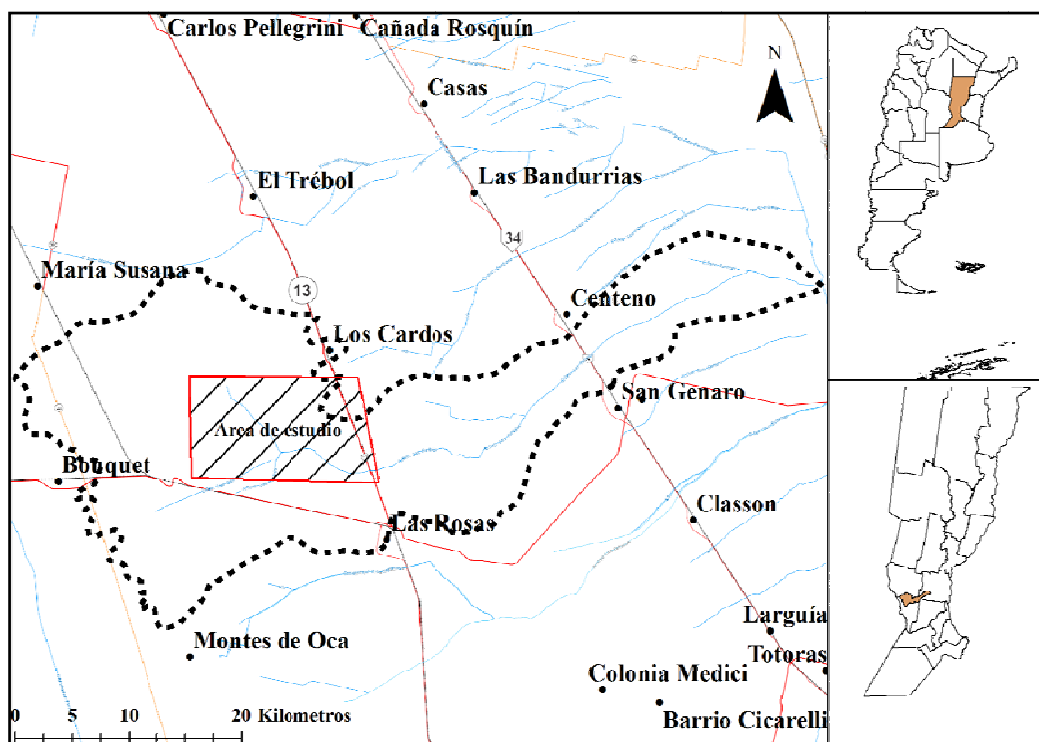 Carlos Pellegrini
Cañada Rosquín
N
Casas
El Trébol
Las Bandurrias
34
María Susana
13
Centeno
Los Cardos
San Genaro
Area de estudio
Bouquet
Classon
Las Rosas
Larguía
Montes de Oca
Totoras
Colonia Medici
Barrio Cicarelli
0 5 10 20 Kilometros